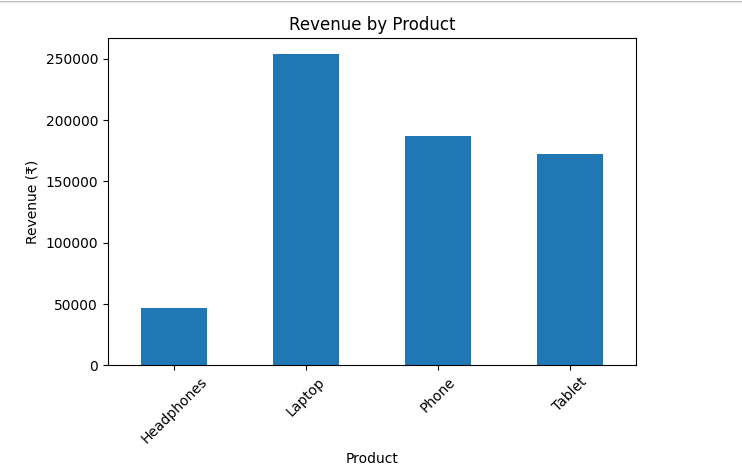 Revenue by Product
Revenue (₹)
250000
200000
150000
100000
50000
0
Headphones
Laptop
Phone
Tablet
Product